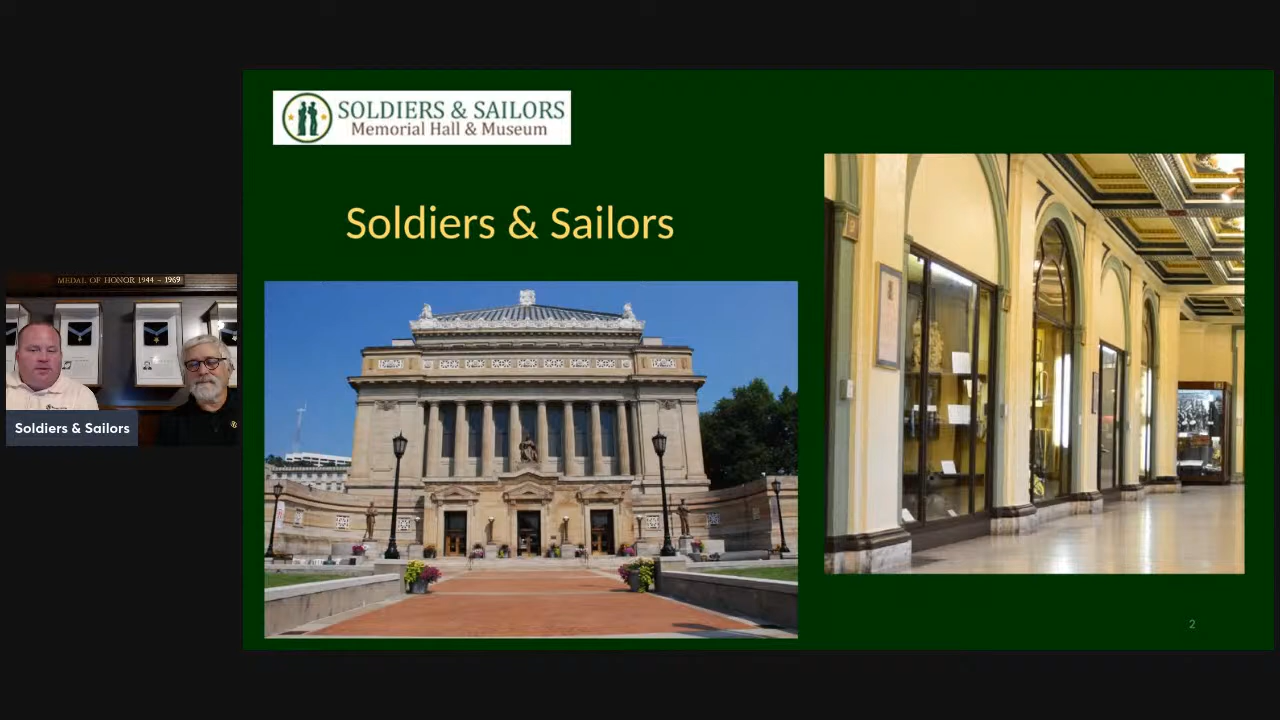 SOLDIERS & SAILORS
Memorial Hall & Museum
Soldiers & Sailors
MEDAL OF HONOR 1944 - 1969
Soldiers & Sailors
2